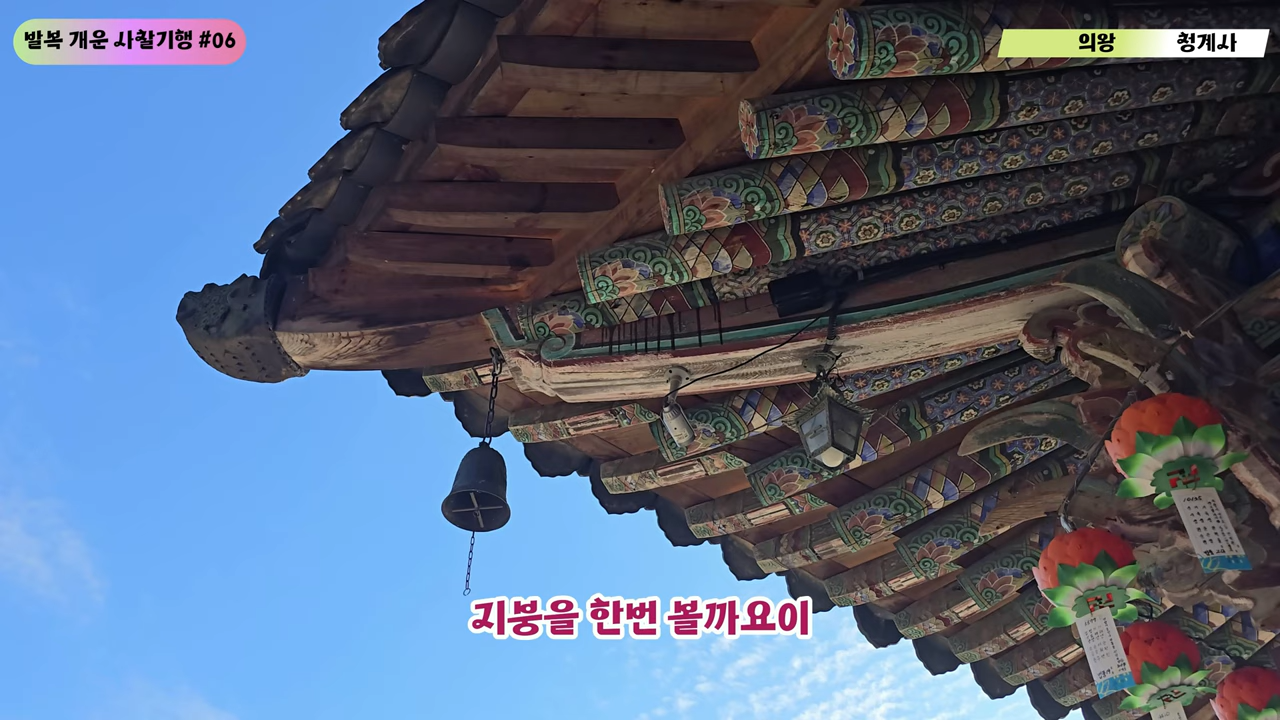 발복 개운 사찰기행 #06
의왕 청계사
지붕을 한번 볼까요이